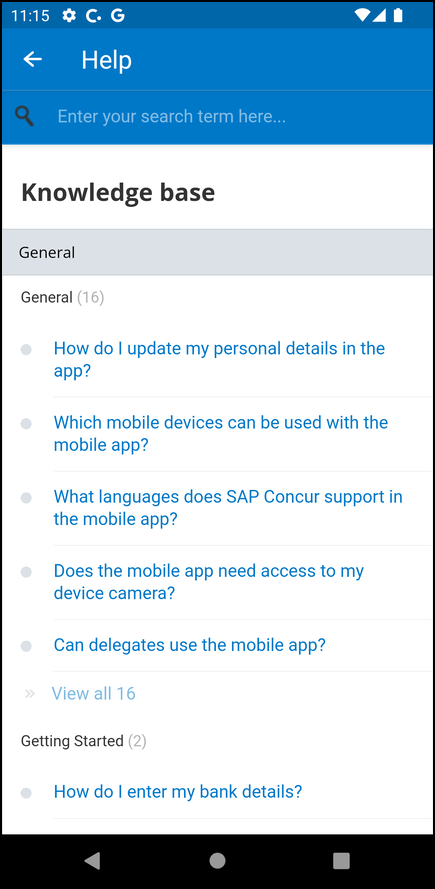 11:15
Help
Enter your search term here...
Knowledge base
General
General (16)
How do I update my personal details in the
app?
Which mobile devices can be used with the
mobile app?
What languages does SAP Concur support in
the mobile app?
Does the mobile app need access to my
device camera?
Can delegates use the mobile app?
» View all 16
Getting Started (2)
How do I enter my bank details?